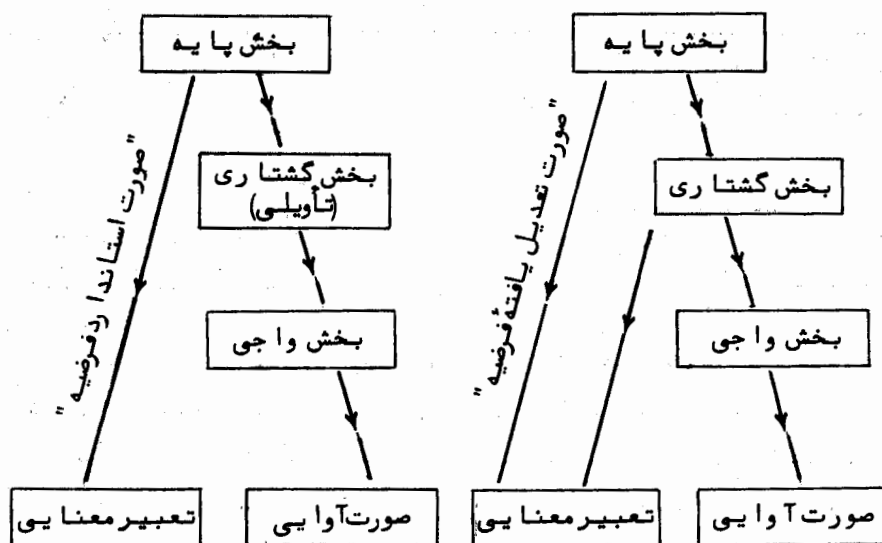 بخش پایه
بخش پایه
"صورت تعدیل یافتهٔ فرضیه"
بخش گشتاری
بخش واجی
تعبیر معنایی
صورت آوایی
"صورت استاندارد فرضیه"
بخش گشتاری
(تأویلی)
بخش واجی
تعبیر معنایی
صورت آوایی